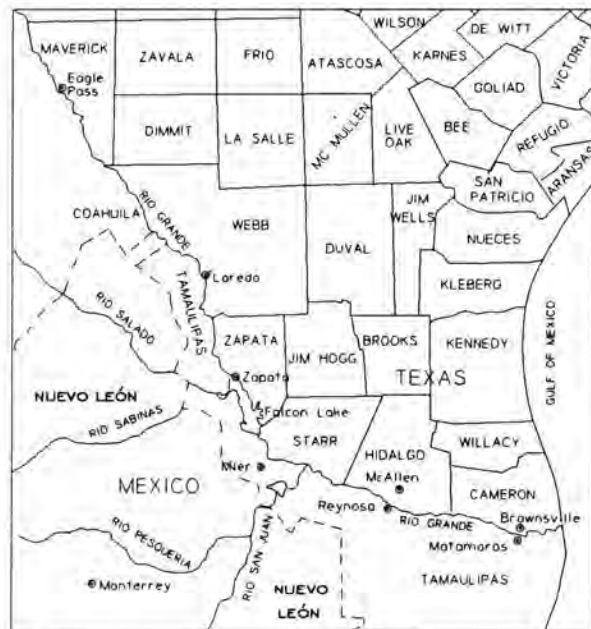 WILSON
DE WITT
VICTORIA
MAVERICK
ZAVALA
FRIO
ATASCOSA
KARNES
GOLIAD
Eagle
Pass
DIMMIT
LA SALLE
MC MULLEN
LIVE
OAK
BEE
REFUGIO
ARANSAS
SAN
PATRICIO
COAHUILA
RIO GRANDE
WEBB
DUVAL
JIM
WELLS
NUECES
Laredo
KLEBERG
RIO SALADO
TAMAULIPAS
ZAPATA
JIM HOGG
BROOKS
KENNEDY
GULF OF MEXICO
TEXAS
Zapata
NUEVO LEÓN
Falcon Lake
RIO SABINAS
STARR
HIDALGO
WILLACY
Mier
McAllen
MEXICO
CAMERON
Reynosa
RIO GRANDE
Brownsville
Matamoros
RIO PESQUERIA
RIO SAN JUAN
TAMAULIPAS
Monterrey
NUEVO
LEÓN